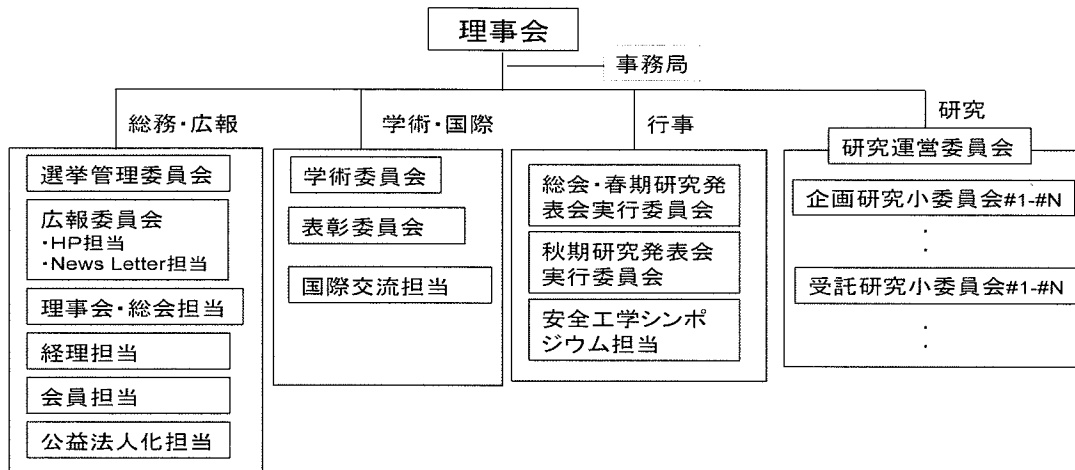 理事会
事務局
総務・広報
選挙管理委員会
広報委員会
・HP担当
・News Letter担当
理事会・総会担当
経理担当
会員担当
公益法人化担当
学術・国際
学術委員会
表彰委員会
国際交流担当
行事
総会・春期研究発
表会実行委員会
秋期研究発表会
実行委員会
安全工学シンポ
ジウム担当
研究
研究運営委員会
企画研究小委員会#1-#N
・
・
受託研究小委員会#1-#N
・
・